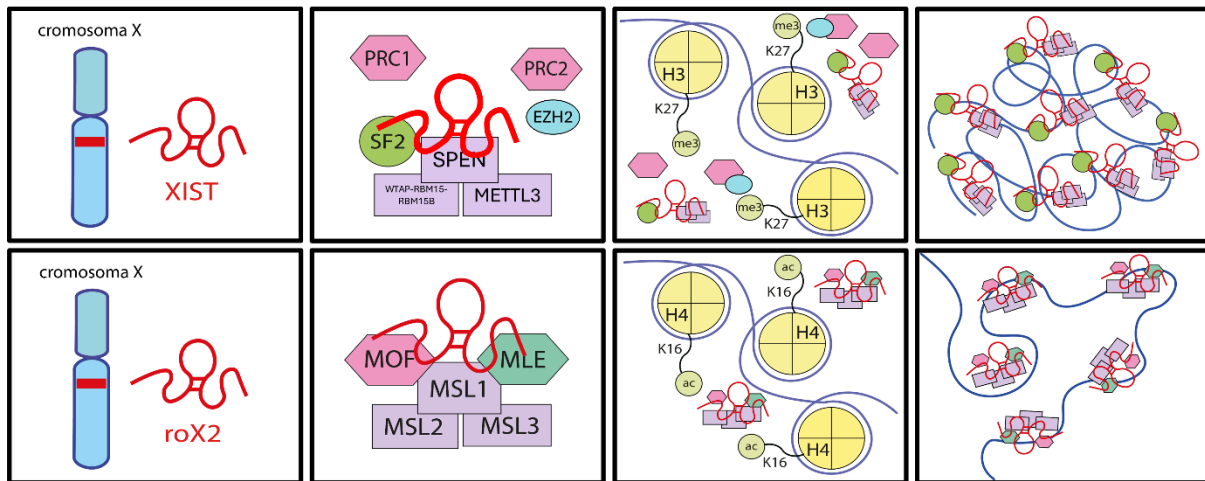 cromosoma X
XIST
PRC1
PRC2
EZH2
SF2
SPEN
WTAP-RBM15-
RBM15B
METTL3
me3
K27
H3
H3
K27
me3
me3
K27
H3
cromosoma X
roX2
MOF
MLE
MSL1
MSL2
MSL3
ac
K16
H4
H4
K16
ac
ac
K16
H4